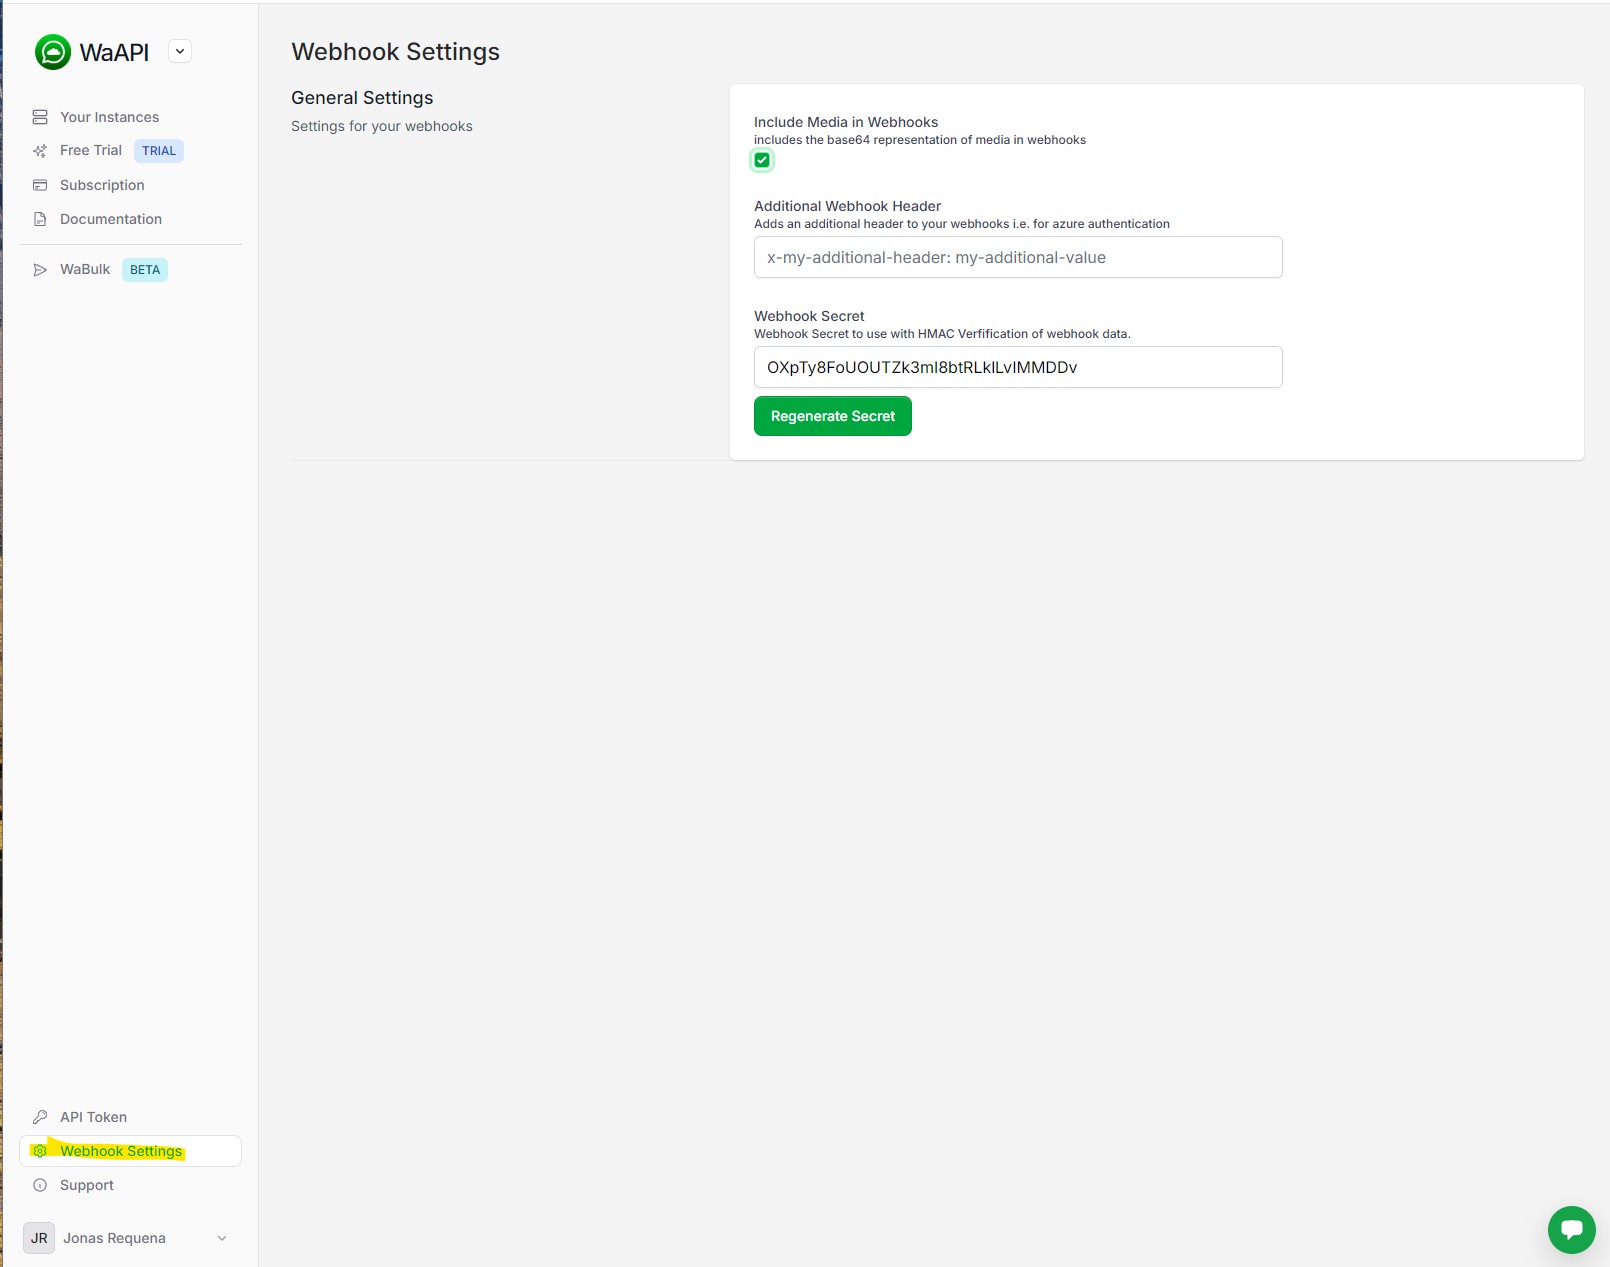 WaAPI
Your Instances
Free Trial TRIAL
Subscription
Documentation
WaBulk BETA
API Token
Webhook Settings
Support
JR Jonas Requena
Webhook Settings
General Settings
Settings for your webhooks
Include Media in Webhooks
includes the base64 representation of media in webhooks
Additional Webhook Header
Adds an additional header to your webhooks i.e. for azure authentication
x-my-additional-header: my-additional-value
Webhook Secret
Webhook Secret to use with HMAC Verfification of webhook data.
Regenerate Secret